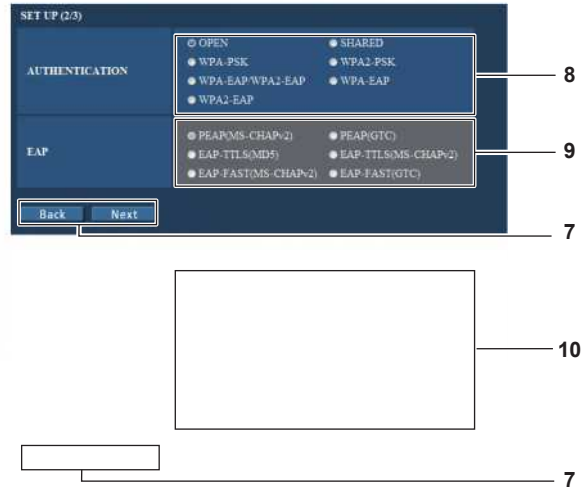 SET UP (2/3)
AUTHENTICATION
OPEN SHARED
WPA-PSK WPA2-PSK
WPA-EAP/WPA2-EAP WPA-EAP
WPA2-EAP
8
EAP
PEAP(MS-CHAPv2) PEAP(GTC)
EAP-TTLS(MD5) EAP-TTLS(MS-CHAPv2)
EAP-FAST(MS-CHAPv2) EAP-FAST(GTC)
9
Back Next
7
10
7